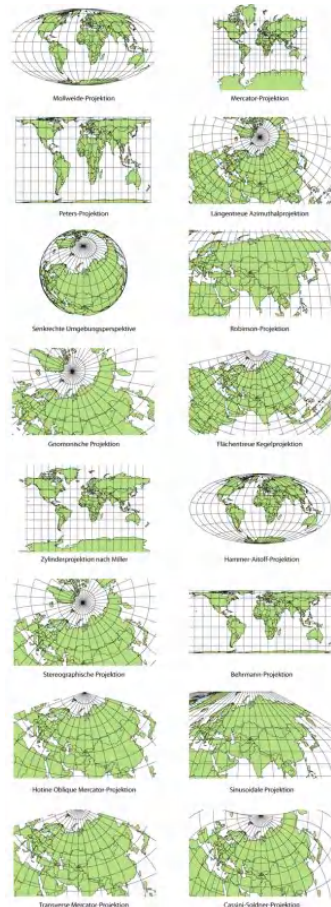 Mollweide-Projektion
Mercator-Projektion
Peters-Projektion
Längentreue Azimuthalprojektion
Senkrechte Umgebungsperspektive
Robinson-Projektion
Gnomonische Projektion
Flächentreue Kegelprojektion
Zylinderprojektion nach Miller
Hammer-Aitoff-Projektion
Stereographische Projektion
Behrmann-Projektion
Hotine Oblique Mercator-Projektion
Sinusoidale Projektion
Transverse Mercator Projektion
Cassini-Soldner-Projektion